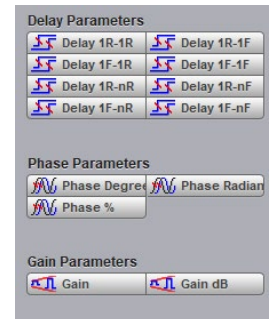 Delay Parameters
Delay 1R-1R Delay 1R-1F
Delay 1F-1R Delay 1F-1F
Delay 1R-nR Delay 1R-nF
Delay 1F-nR Delay 1F-nF
Phase Parameters
Phase Degree Phase Radian
Phase %
Gain Parameters
Gain Gain dB